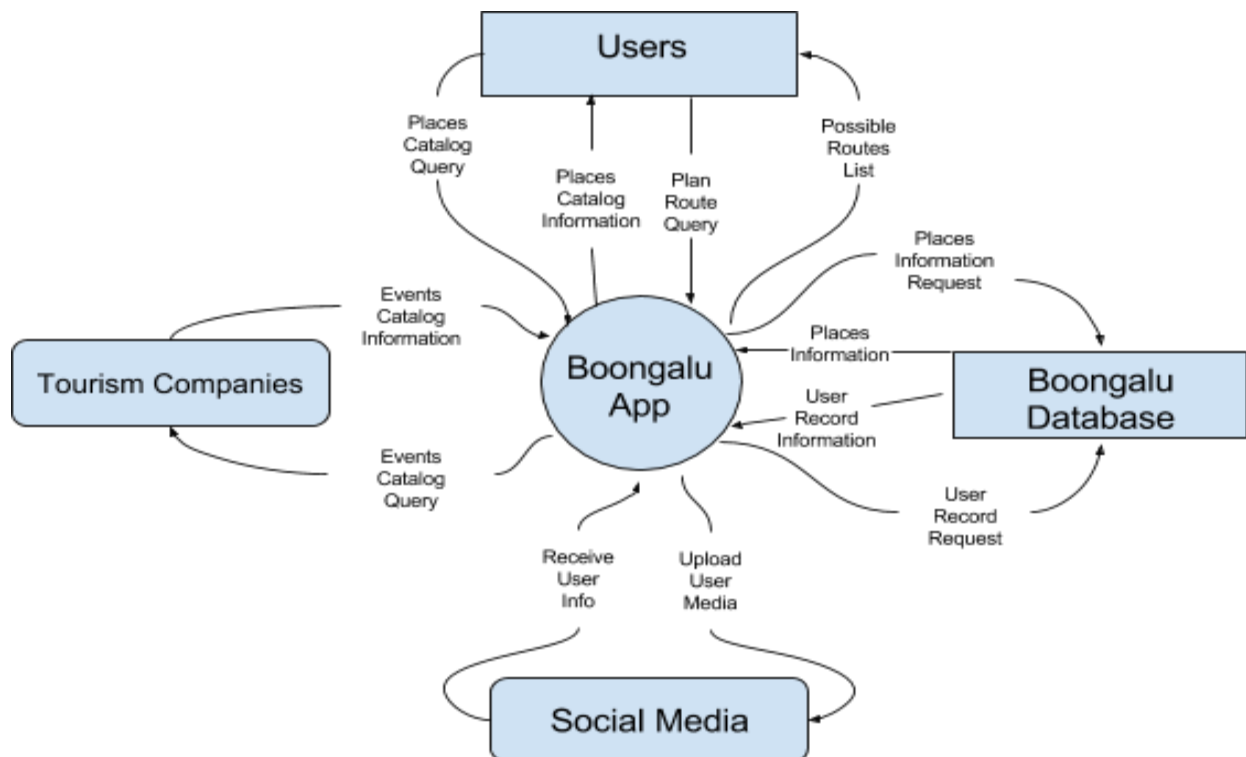 Users
Places
Catalog
Query
Places
Catalog
Information
Plan
Route
Query
Possible
Routes
List
Places
Information
Request
Events
Catalog
Information
Places
Information
Tourism Companies
Boongalu
App
Boongalu
Database
User
Record
Information
Events
Catalog
Query
User
Record
Request
Receive
User
Info
Upload
User
Media
Social Media